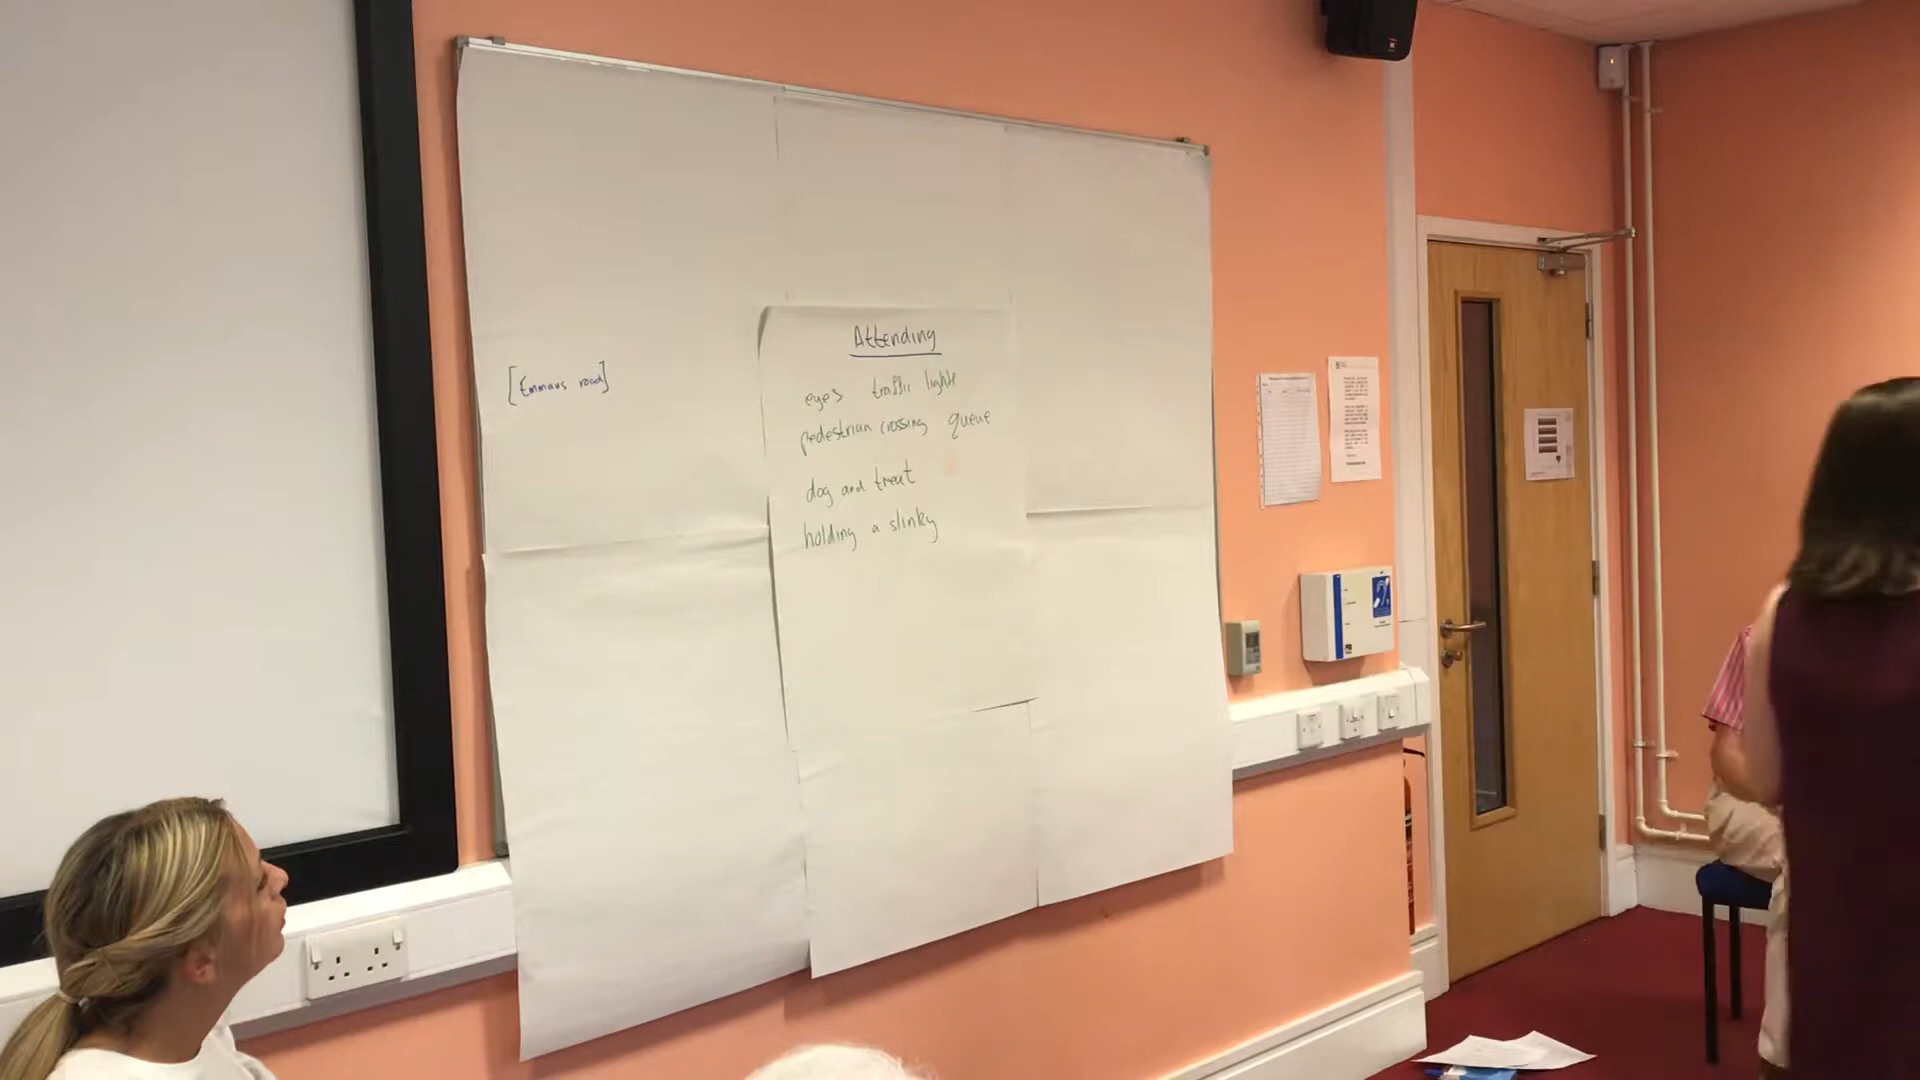 [Emmaus road]
Attending
eyes traffic lights
pedestrian crossing queue
dog and treat
holding a slinky